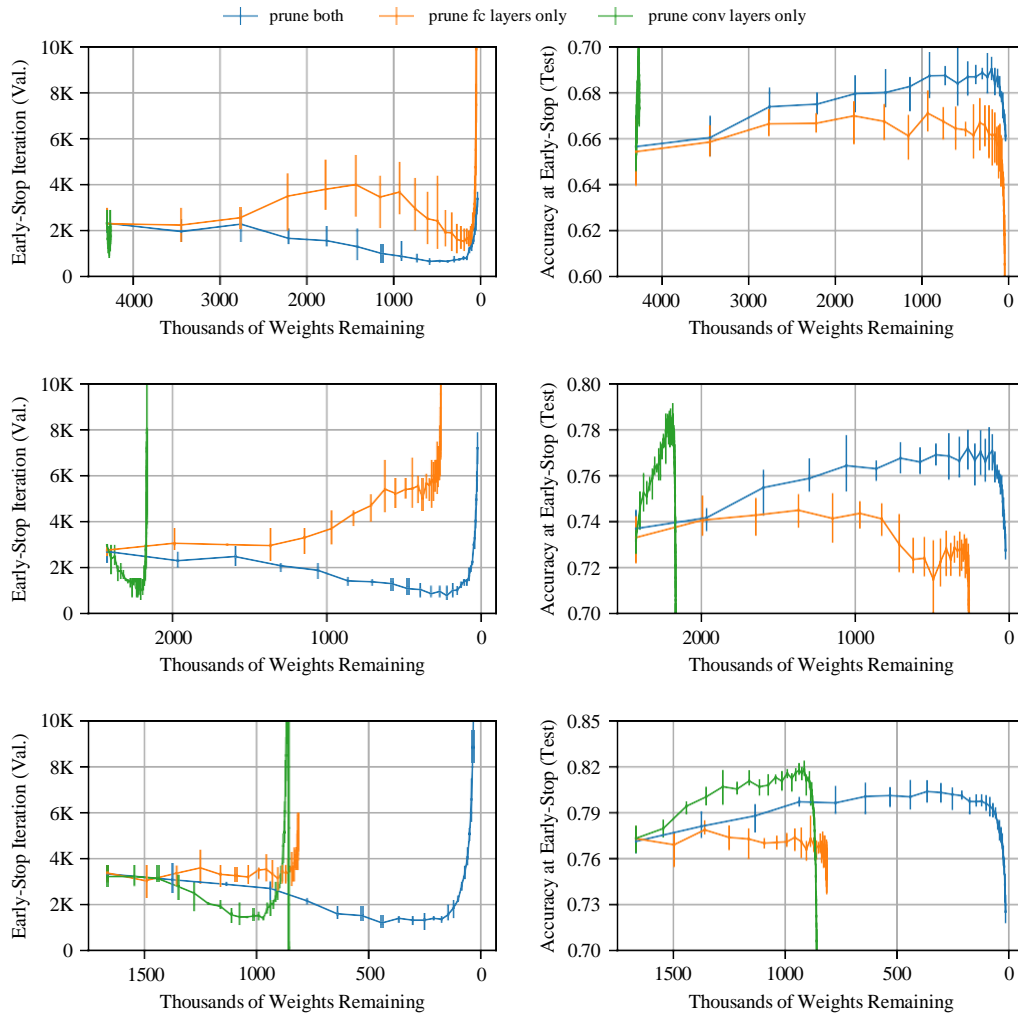 prune both prune fc layers only prune conv layers only
Early-Stop Iteration (Val.)
10K
8K
6K
4K
2K
0
4000 3000 2000 1000 0
Thousands of Weights Remaining
Accuracy at Early-Stop (Test)
0.70
0.68
0.66
0.64
0.62
0.60
4000 3000 2000 1000 0
Thousands of Weights Remaining
Early-Stop Iteration (Val.)
10K
8K
6K
4K
2K
0
2000 1000 0
Thousands of Weights Remaining
Accuracy at Early-Stop (Test)
0.80
0.78
0.76
0.74
0.72
0.70
2000 1000 0
Thousands of Weights Remaining
Early-Stop Iteration (Val.)
10K
8K
6K
4K
2K
0
1500 1000 500 0
Thousands of Weights Remaining
Accuracy at Early-Stop (Test)
0.85
0.82
0.79
0.76
0.73
0.70
1500 1000 500 0
Thousands of Weights Remaining